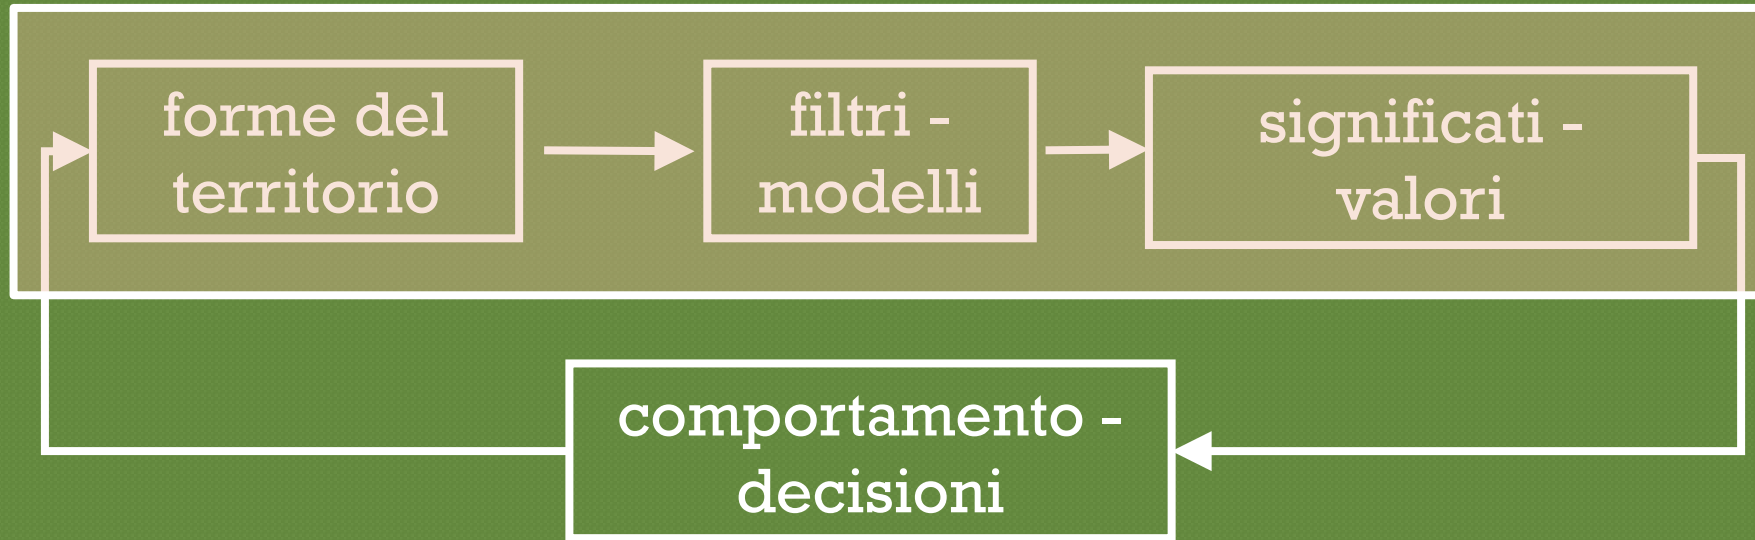 forme del
territorio
filtri -
modelli
significati -
valori
comportamento -
decisioni